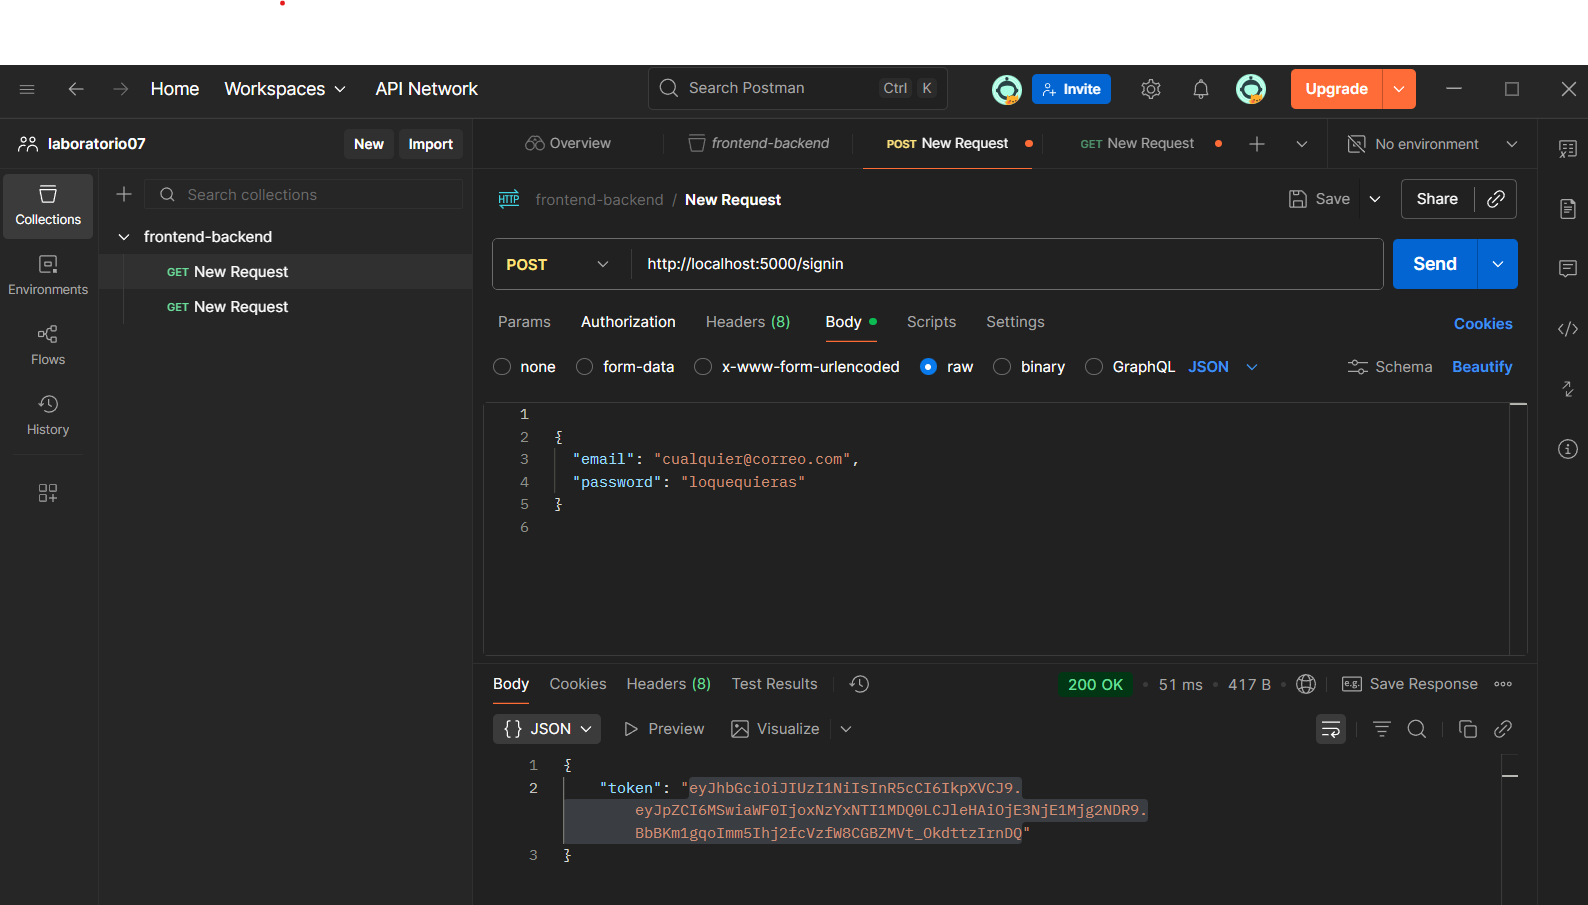 Home
Workspaces
API Network
Search Postman
Ctrl K
Invite
Upgrade
laboratorio07
New
Import
Overview
frontend-backend
POST New Request
GET New Request
No environment
Collections
Environments
Flows
History
Search collections
frontend-backend
GET New Request
GET New Request
HTTP
frontend-backend / New Request
Save
Share
POST
http://localhost:5000/signin
Send
Params
Authorization
Headers (8)
Body
Scripts
Settings
Cookies
none
form-data
x-www-form-urlencoded
raw
binary
GraphQL
JSON
Schema
Beautify
1
2 {
3 "email": "cualquier@correo.com",
4 "password": "loquequieras"
5 }
6
Body
Cookies
Headers (8)
Test Results
200 OK • 51 ms • 417 B
e.g.
Save Response
{} JSON
Preview
Visualize
1 {
2 "token": "eyJhbGciOiJIUzI1NiIsInR5cCI6IkpXVCJ9.
eyJpZCI6MSwiaWF0IjoxNzYxNTI1MDQ0LCJleHAiOjE3NjE1Mjg2NDR9.
BbBKm1gqoImm5Ihj2fcVzfW8CGBZMVt_OkdttzIrnDQ"
3 }